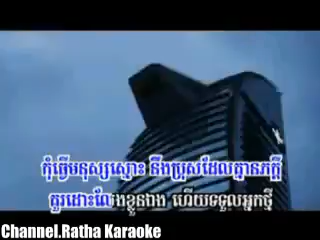 កុំធ្វើមនុស្សស្មោះ នឹងប្រុសដែលគ្មានភក្តី
គួរដោះលែងខ្លួនឯង ហើយទទួលអ្នកថ្មី
Channel.Ratha Karaoke